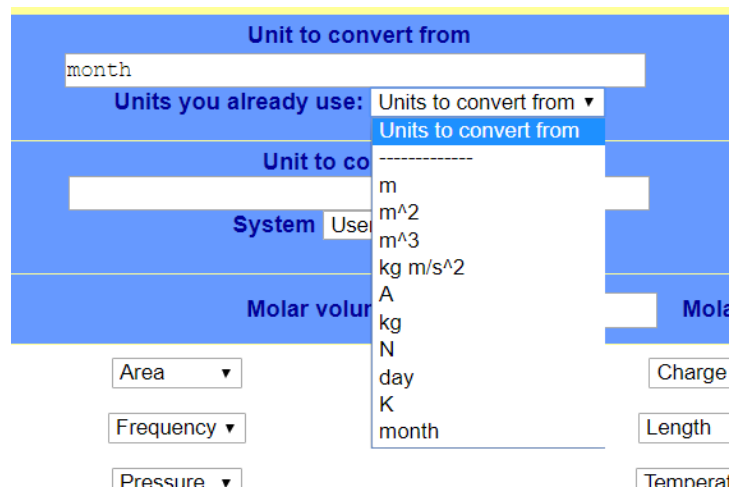 Unit to convert from
month
Units you already use: Units to convert from
Units to convert from
-------------
Unit to co
m
m^2
System User
m^3
kg m/s^2
A
Molar volu
Mola
kg
N
Area
day
Charge
K
Frequency
month
Length
Pressure
Temperat